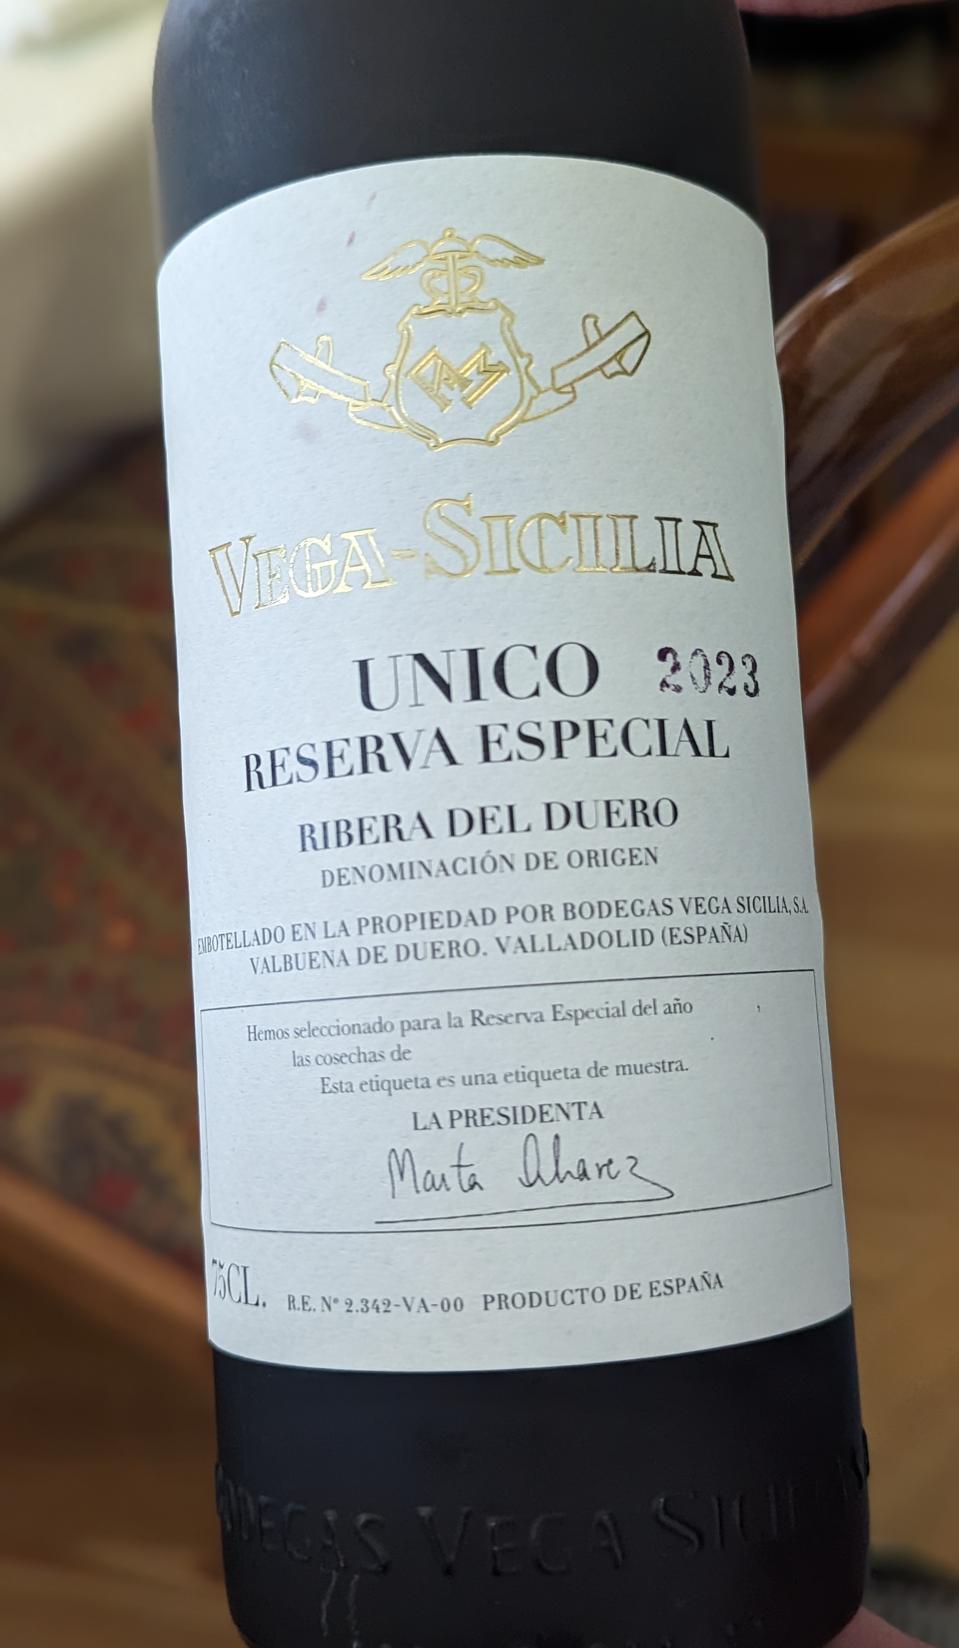 VEGA-SICILIA
UNICO 2023
RESERVA ESPECIAL
RIBERA DEL DUERO
DENOMINACIÓN DE ORIGEN
EMBOTELLADO EN LA PROPIEDAD POR BODEGAS VEGA SICILIA, S.A.
VALBUENA DE DUERO. VALLADOLID (ESPAÑA)
Hemos seleccionado para la Reserva Especial del año ,
las cosechas de .
Esta etiqueta es una etiqueta de muestra.
LA PRESIDENTA
Marta Alvarez
75CL. R.E. Nº 2.342-VA-00 PRODUCTO DE ESPAÑA
BODEGAS VEGA SICILIA